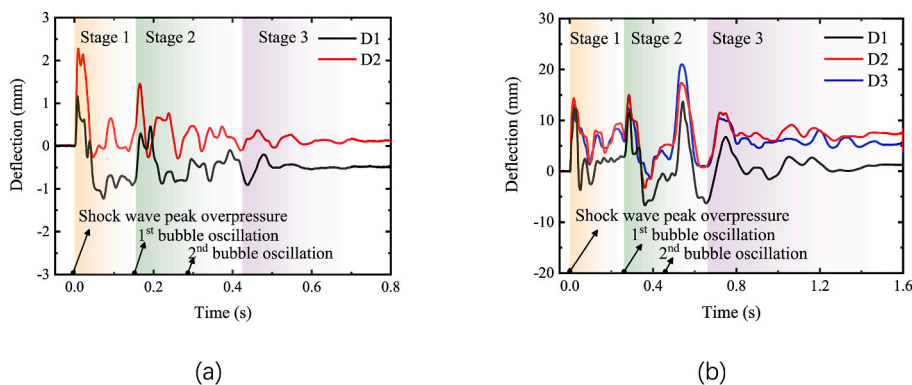 Stage 1 Stage 2 Stage 3
D1
D2
Shock wave peak overpressure
1st bubble oscillation
2nd bubble oscillation
3
2
1
0
-1
-2
-3
Deflection (mm)
0.0 0.2 0.4 0.6 0.8
Time (s)
(a)
Stage 1 Stage 2 Stage 3
D1
D2
D3
Shock wave peak overpressure
1st bubble oscillation
2nd bubble oscillation
30
20
10
0
-10
-20
Deflection (mm)
0.0 0.4 0.8 1.2 1.6
Time (s)
(b)